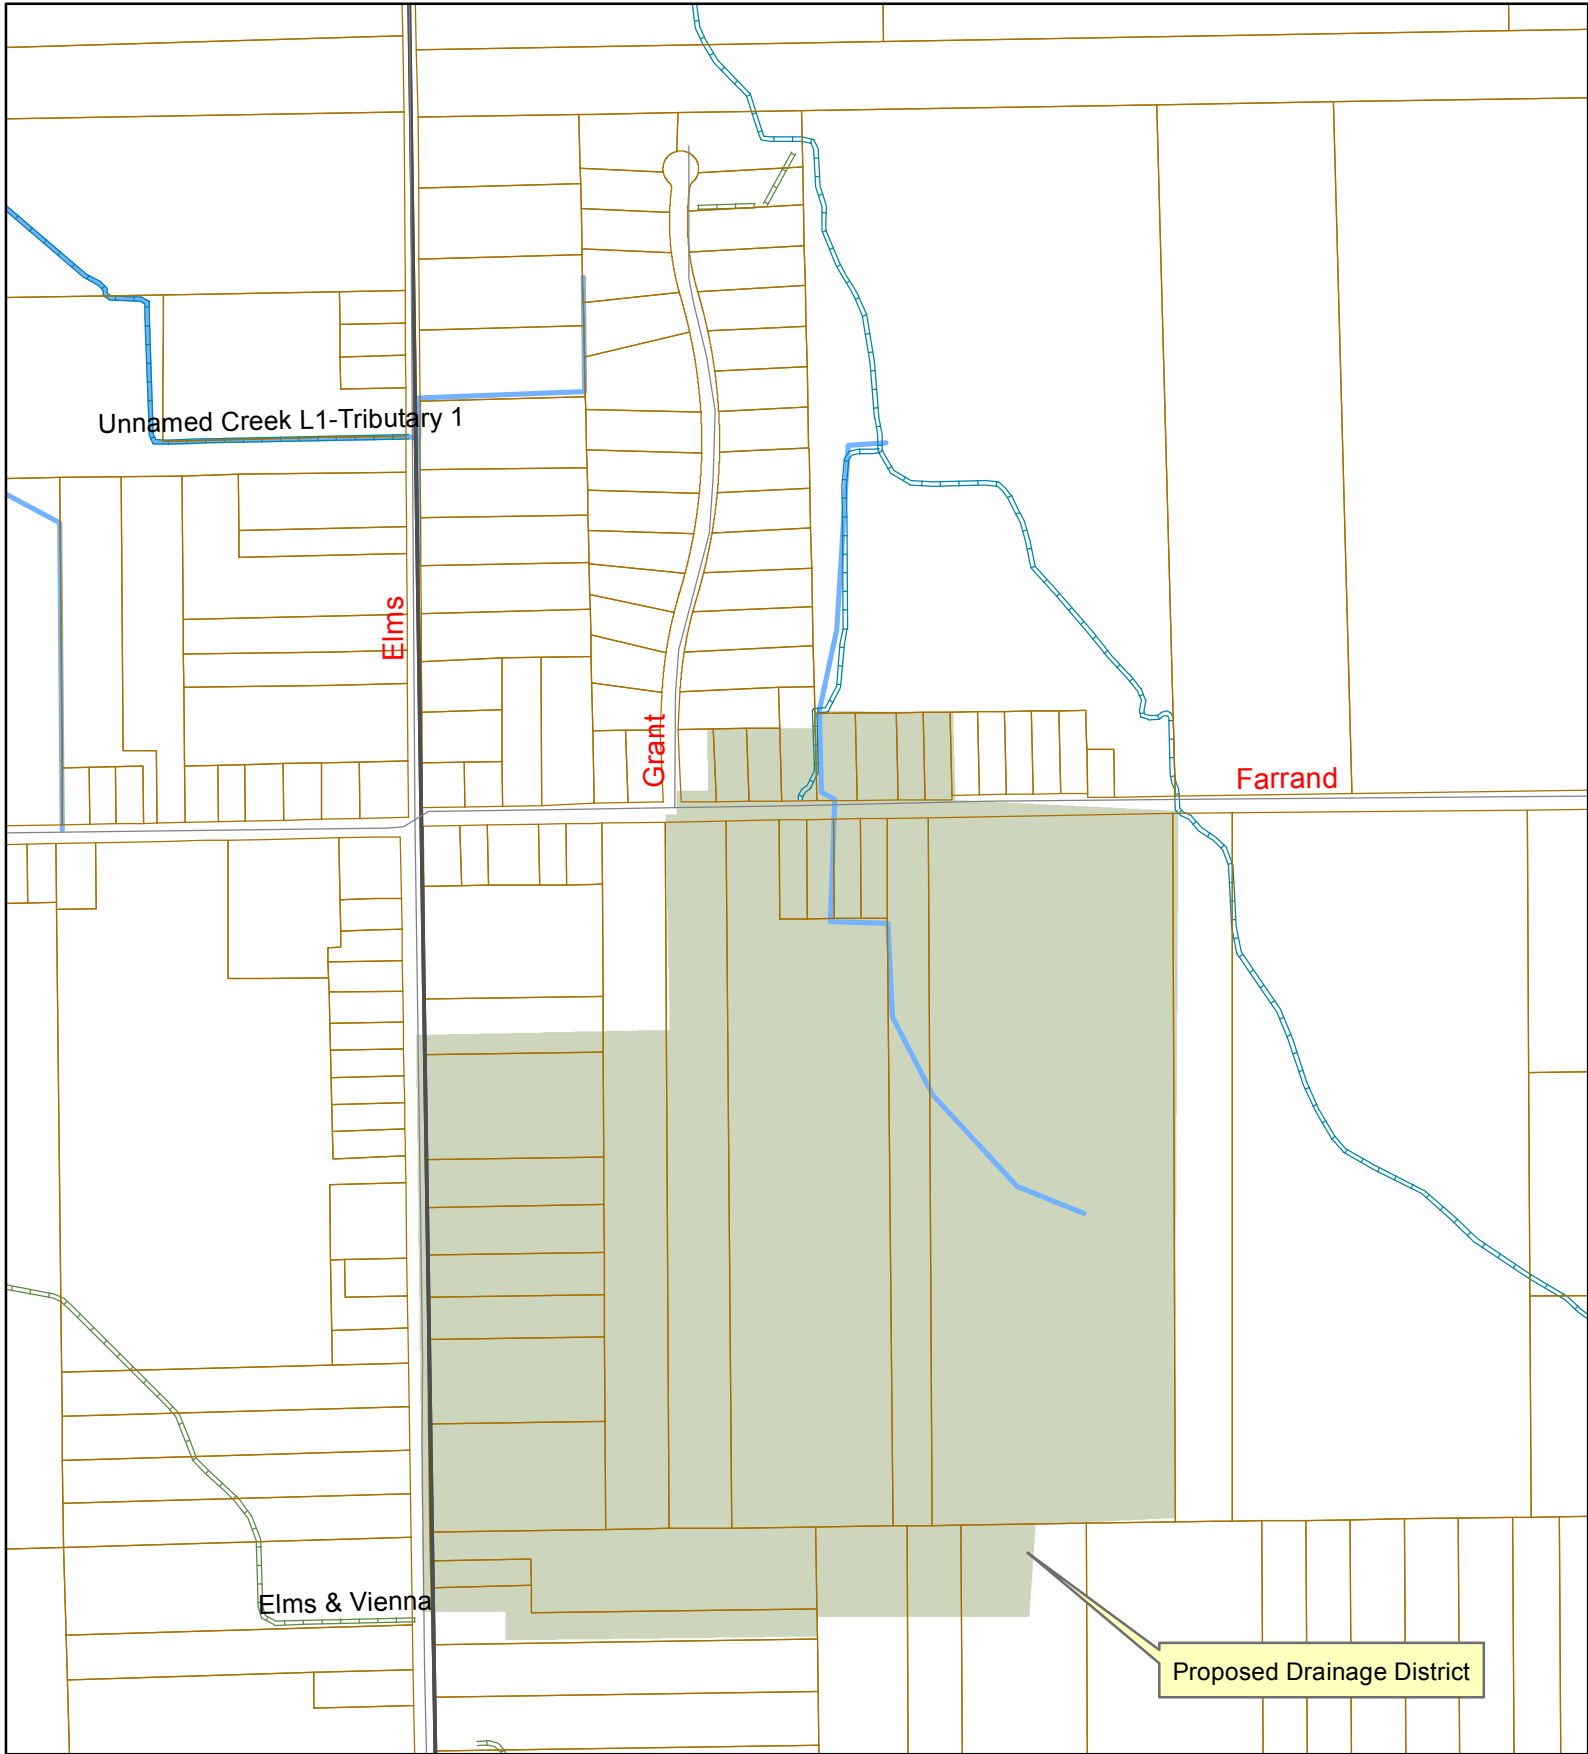 Unnamed Creek L1-Tributary 1
Elms
Grant
Farrand
Elms & Vienna
Proposed Drainage District